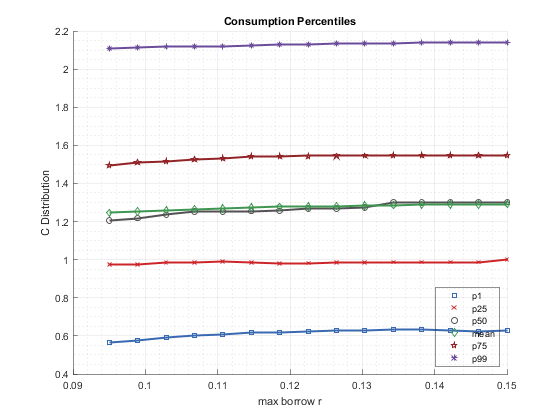 Consumption Percentiles
2.2
2
1.8
1.6
1.4
1.2
1
0.8
0.6
0.4
C Distribution
p1
p25
p50
mean
p75
p99
0.09
0.1
0.11
0.12
0.13
0.14
0.15
max borrow r